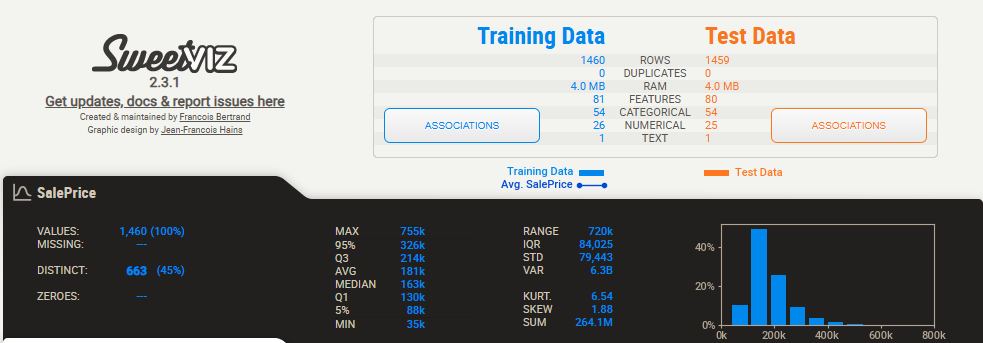 SweetVIZ
2.3.1
Get updates, docs & report issues here
Created & maintained by Francois Bertrand
Graphic design by Jean-Francois Hains
Training Data Test Data
1460 ROWS 1459
0 DUPLICATES 0
4.0 MB RAM 4.0 MB
81 FEATURES 80
54 CATEGORICAL 54
26 NUMERICAL 25
1 TEXT 1
ASSOCIATIONS
ASSOCIATIONS
Training Data
Avg. SalePrice
Test Data
SalePrice
VALUES: 1,460 (100%)
MISSING: ---
DISTINCT: 663 (45%)
ZEROES: ---
MAX 755k
95% 326k
Q3 214k
AVG 181k
MEDIAN 163k
Q1 130k
5% 88k
MIN 35k
RANGE 720k
IQR 84,025
STD 79,443
VAR 6.3B
KURT. 6.54
SKEW 1.88
SUM 264.1M
40%
20%
0%
0k 200k 400k 600k 800k